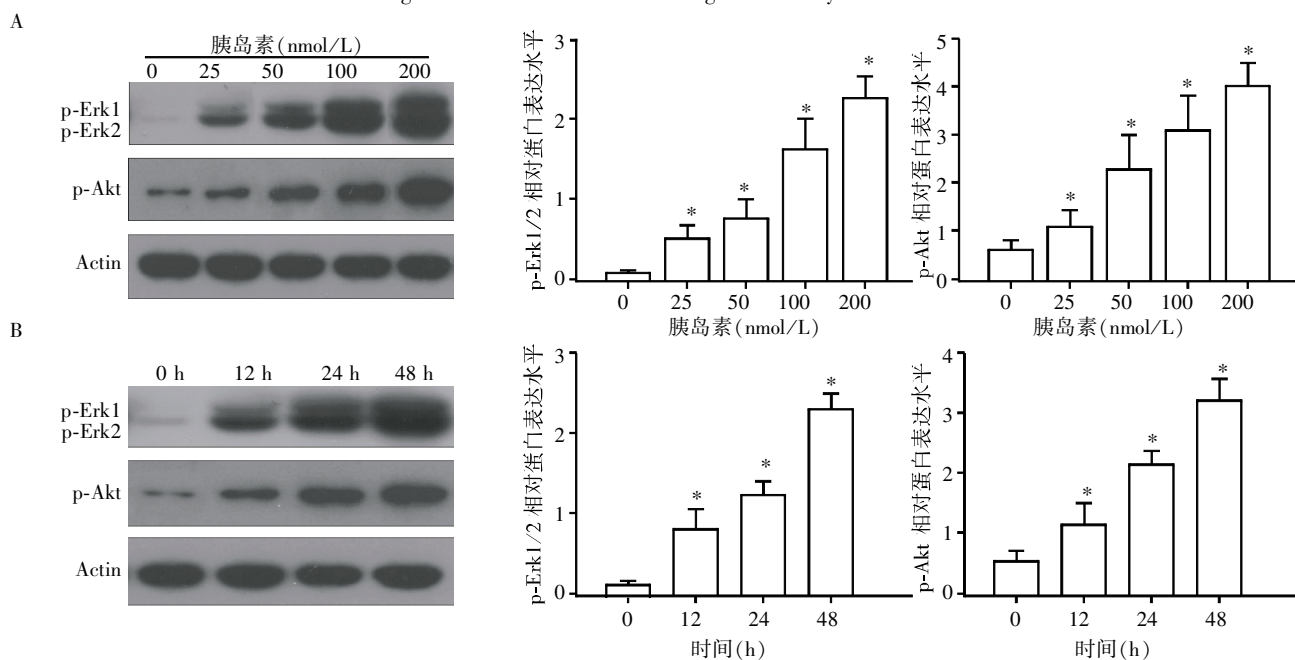 A
胰岛素(nmol/L)
0 25 50 100 200
p-Erk1
p-Erk2
p-Akt
Actin
p-Erk1/2 相对蛋白表达水平
3
2
1
0
0 25 50 100 200
胰岛素(nmol/L)
* * * *
p-Akt 相对蛋白表达水平
5
4
3
2
1
0
0 25 50 100 200
胰岛素(nmol/L)
* * * *
B
0 h 12 h 24 h 48 h
p-Erk1
p-Erk2
p-Akt
Actin
p-Erk1/2 相对蛋白表达水平
3
2
1
0
0 12 24 48
时间(h)
* * *
p-Akt 相对蛋白表达水平
4
3
2
1
0
0 12 24 48
时间(h)
* * *